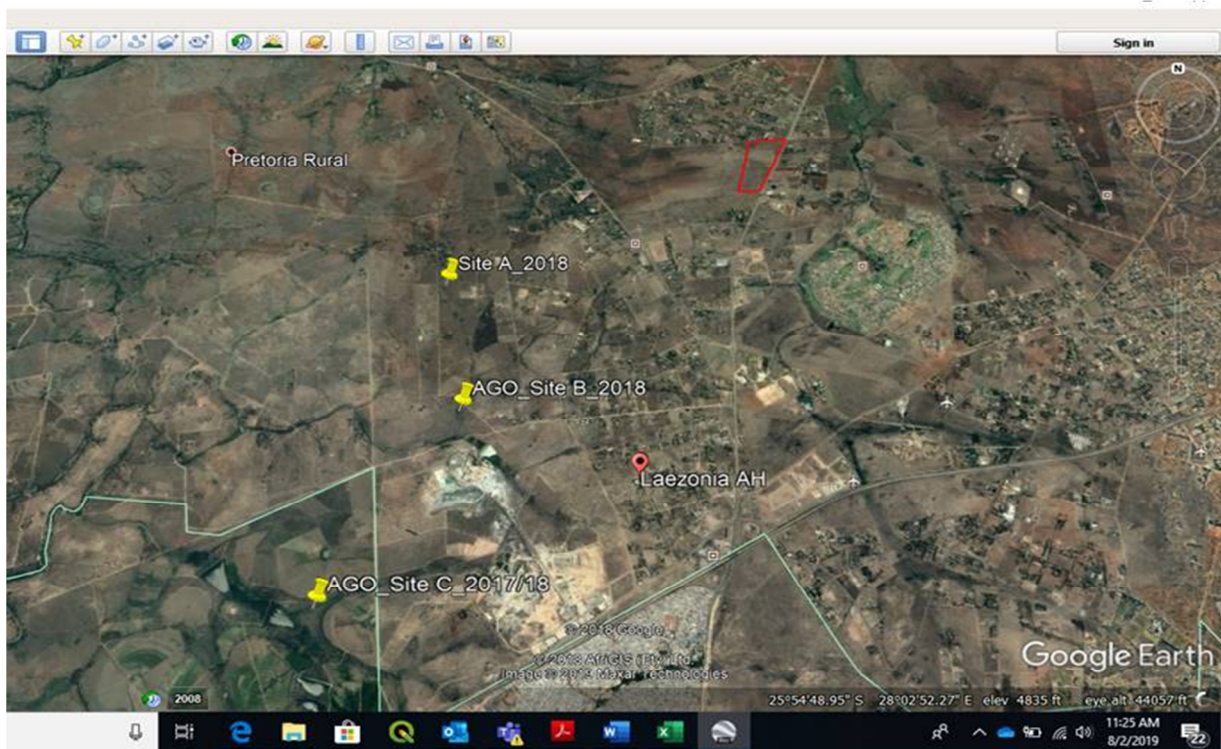 Sign in
N
Pretoria Rural
Site A_2018
AGO_Site B_2018
Laezonia AH
AGO_Site C_2017/18
© 2018 Google
© 2018 AfriGIS (Pty) Ltd.
Image © 2019 Maxar Technologies
Google Earth
2008
25°54'48.95" S 28°02'52.27" E elev 4835 ft eye alt 44057 ft
11:25 AM
8/2/2019
22